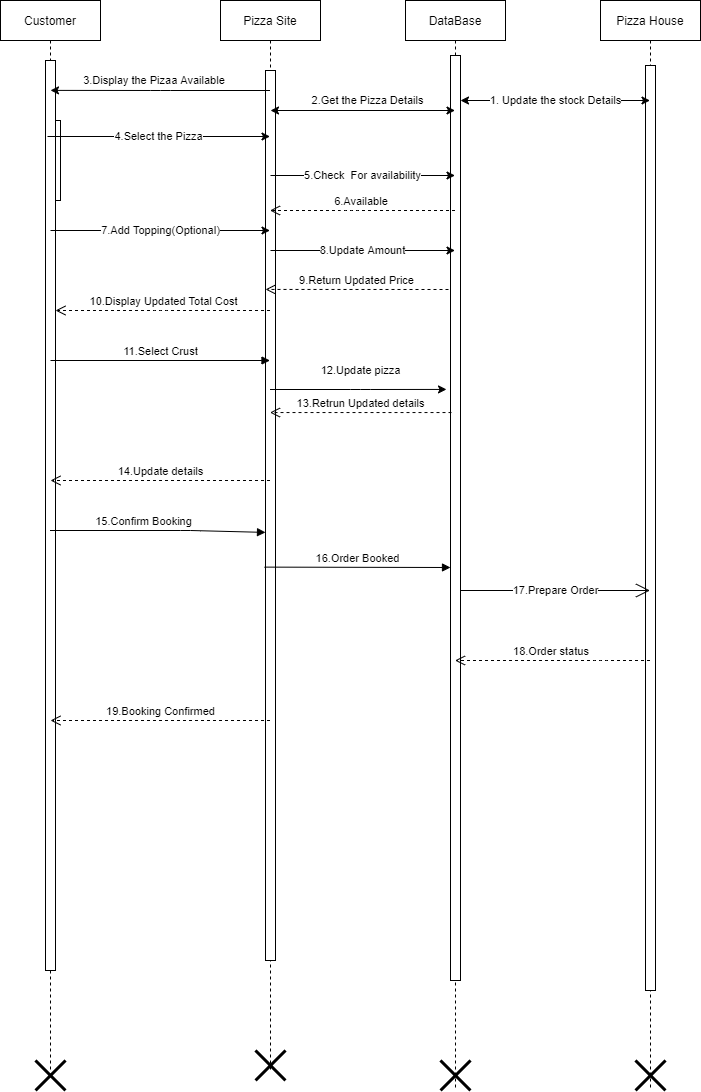 Customer
Pizza Site
DataBase
Pizza House
3.Display the Pizaa Available
2.Get the Pizza Details
1. Update the stock Details
4.Select the Pizza
5.Check For availability
6.Available
7.Add Topping(Optional)
8.Update Amount
9.Return Updated Price
10.Display Updated Total Cost
11.Select Crust
12.Update pizza
13.Retrun Updated details
14.Update details
15.Confirm Booking
16.Order Booked
17.Prepare Order
18.Order status
19.Booking Confirmed